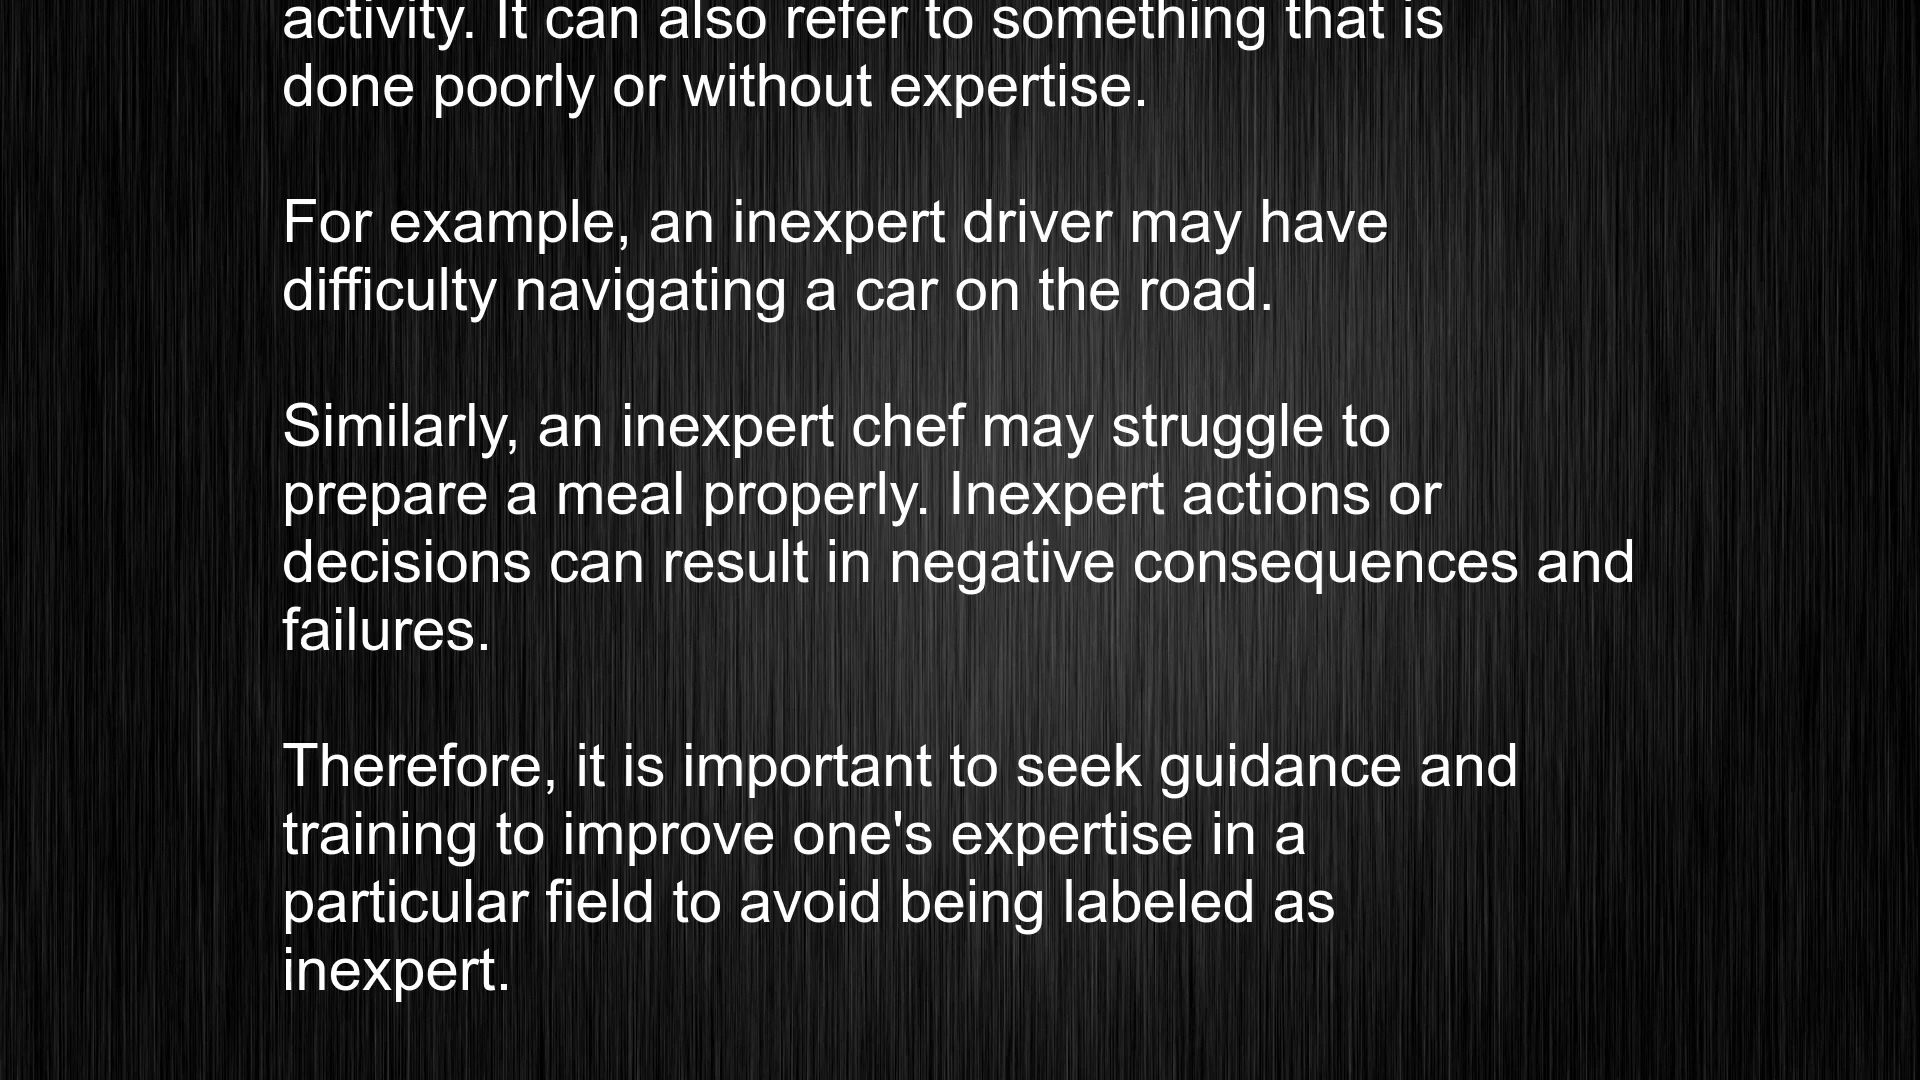 activity. It can also refer to something that is
done poorly or without expertise.
For example, an inexpert driver may have
difficulty navigating a car on the road.
Similarly, an inexpert chef may struggle to
prepare a meal properly. Inexpert actions or
decisions can result in negative consequences and
failures.
Therefore, it is important to seek guidance and
training to improve one's expertise in a
particular field to avoid being labeled as
inexpert.